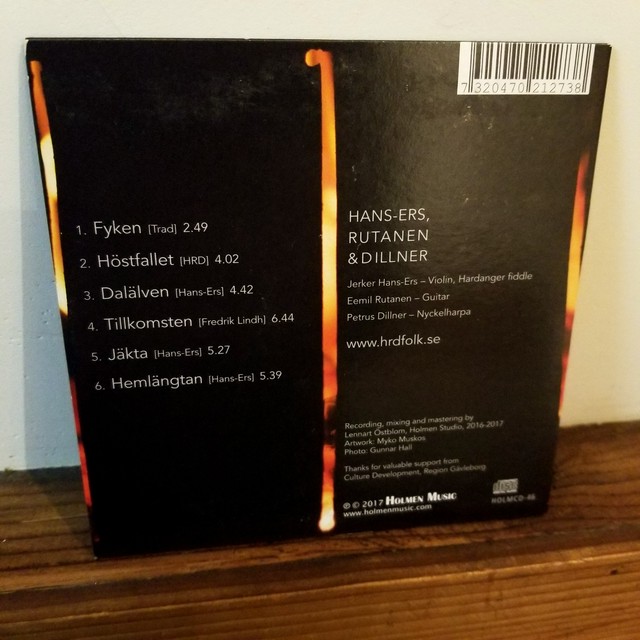 7 320470 212738
1. Fyken [Trad] 2.49
2. Höstfallet [HRD] 4.02
3. Dalälven [Hans-Ers] 4.42
4. Tillkomsten [Fredrik Lindh] 6.44
5. Jäkta [Hans-Ers] 5.27
6. Hemlängtan [Hans-Ers] 5.39
HANS-ERS,
RUTANEN
& DILLNER
Jerker Hans-Ers – Violin, Hardanger fiddle
Eemil Rutanen – Guitar
Petrus Dillner – Nyckelharpa
www.hrdfolk.se
Recording, mixing and mastering by
Lennart Östblom, Holmen Studio, 2016-2017
Artwork: Myko Muskos
Photo: Gunnar Hall
Thanks for valuable support from
Culture Development, Region Gävleborg
℗ © 2017 HOLMEN MUSIC
www.holmenmusic.com
HOLMCD-46